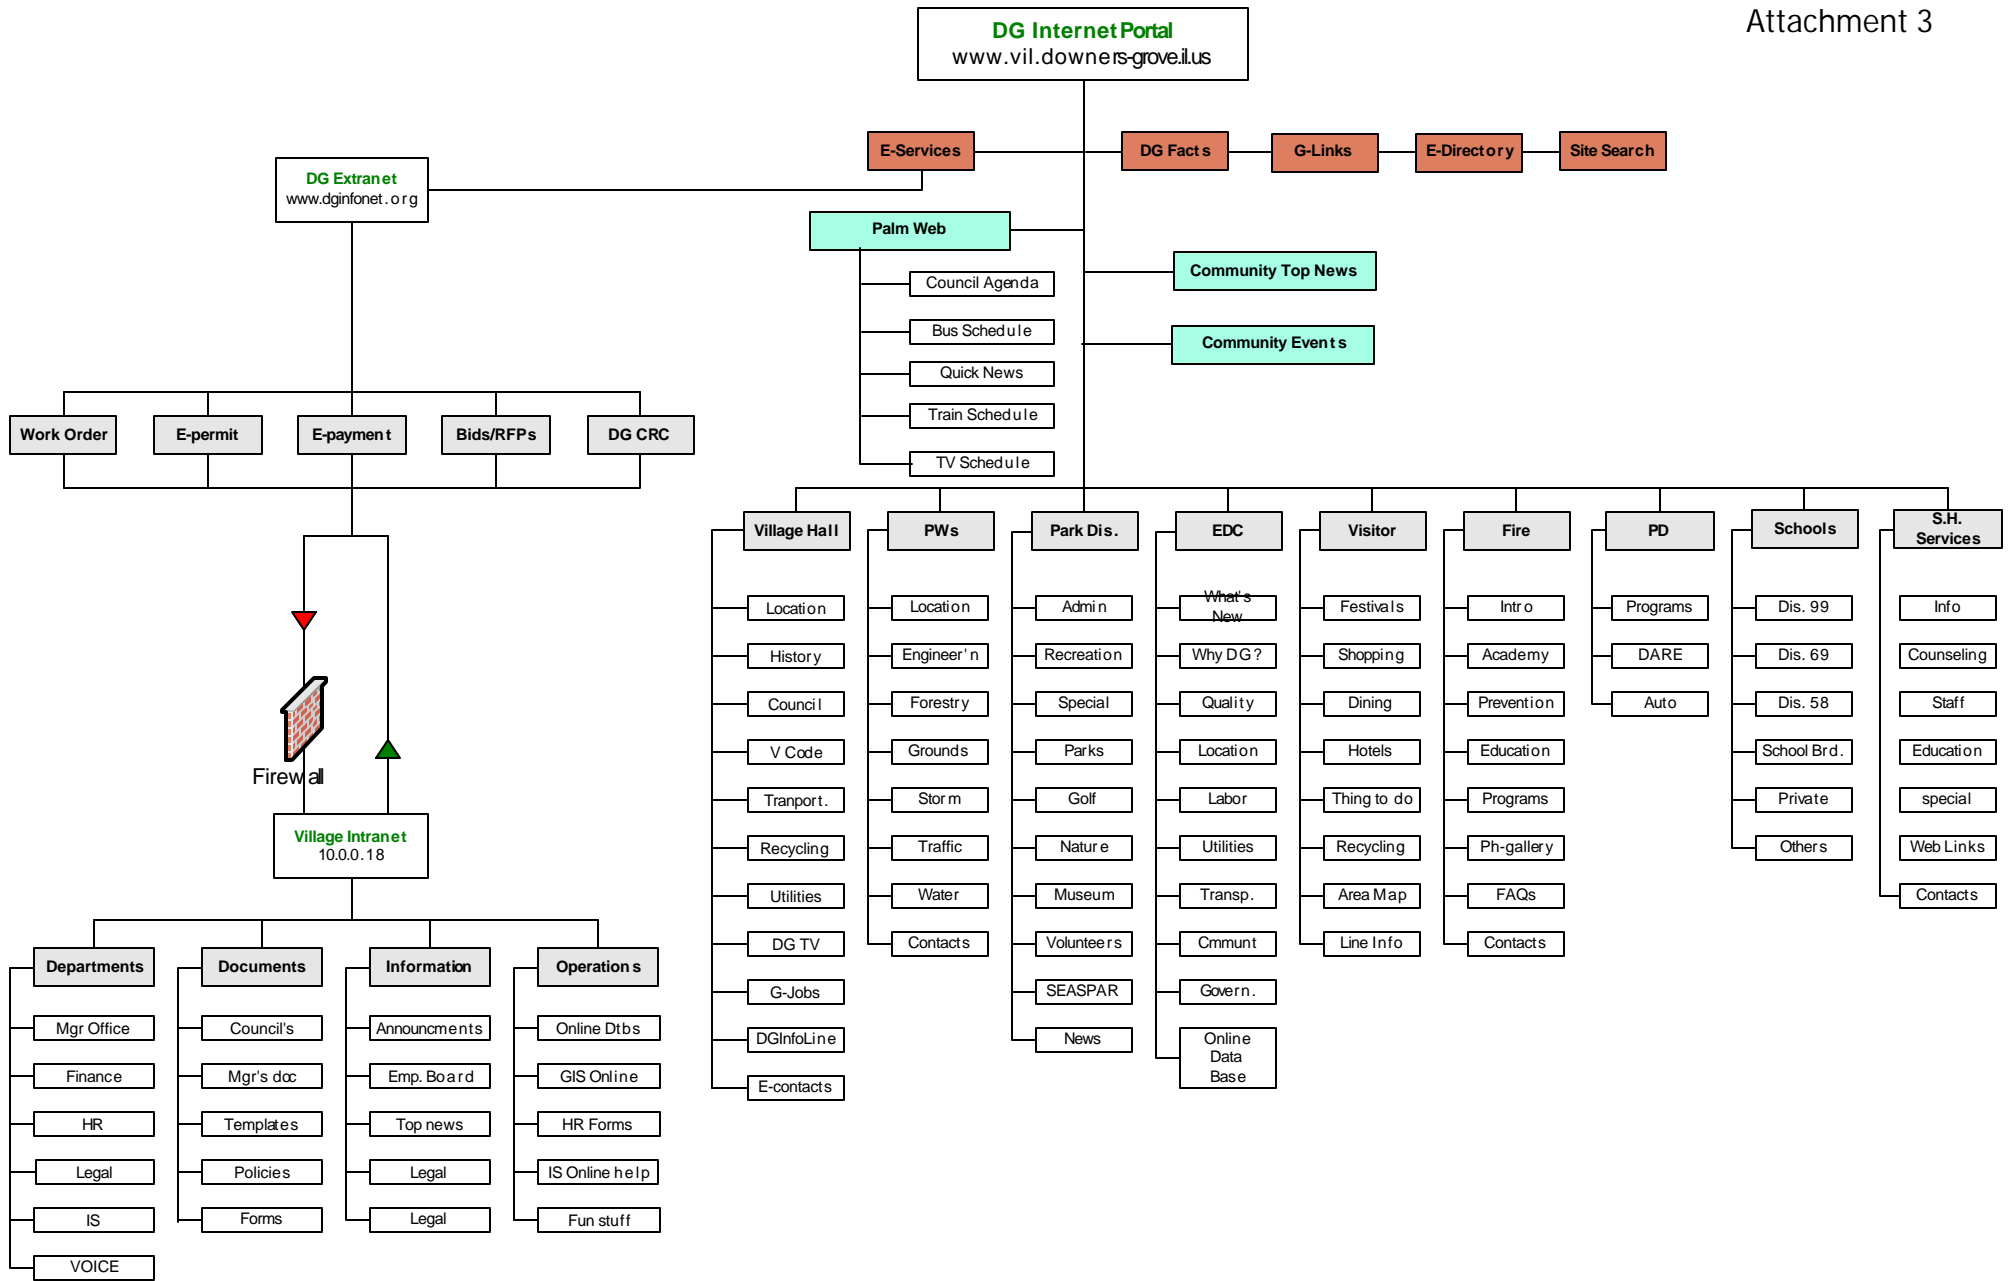 Attachment 3
DG Internet Portal
www.vil.downers-grove.il.us
E-Services
DG Facts
G-Links
E-Directory
Site Search
DG Extranet
www.dginfonet.org
Palm Web
Council Agenda
Bus Schedule
Quick News
Train Schedule
TV Schedule
Community Top News
Community Events
Work Order
E-permit
E-payment
Bids/RFPs
DG CRC
Firewall
Village Intranet
10.0.0.18
Departments
Mgr Office
Finance
HR
Legal
IS
VOICE
Documents
Council's
Mgr's doc
Templates
Policies
Forms
Information
Announcments
Emp. Board
Top news
Legal
Legal
Operations
Online Dtbs
GIS Online
HR Forms
IS Online help
Fun stuff
Village Hall
Location
History
Council
V Code
Tranport.
Recycling
Utilities
DG TV
G-Jobs
DGInfoLine
E-contacts
PWs
Location
Engineer'n
Forestry
Grounds
Storm
Traffic
Water
Contacts
Park Dis.
Admin
Recreation
Special
Parks
Golf
Nature
Museum
Volunteers
SEASPAR
News
EDC
What's
New
Why DG?
Quality
Location
Labor
Utilities
Transp.
Cmmunt
Govern.
Online
Data
Base
Visitor
Festivals
Shopping
Dining
Hotels
Thing to do
Recycling
Area Map
Line Info
Fire
Intro
Academy
Prevention
Education
Programs
Ph-gallery
FAQs
Contacts
PD
Programs
DARE
Auto
Schools
Dis. 99
Dis. 69
Dis. 58
School Brd.
Private
Others
S.H.
Services
Info
Counseling
Staff
Education
special
Web Links
Contacts